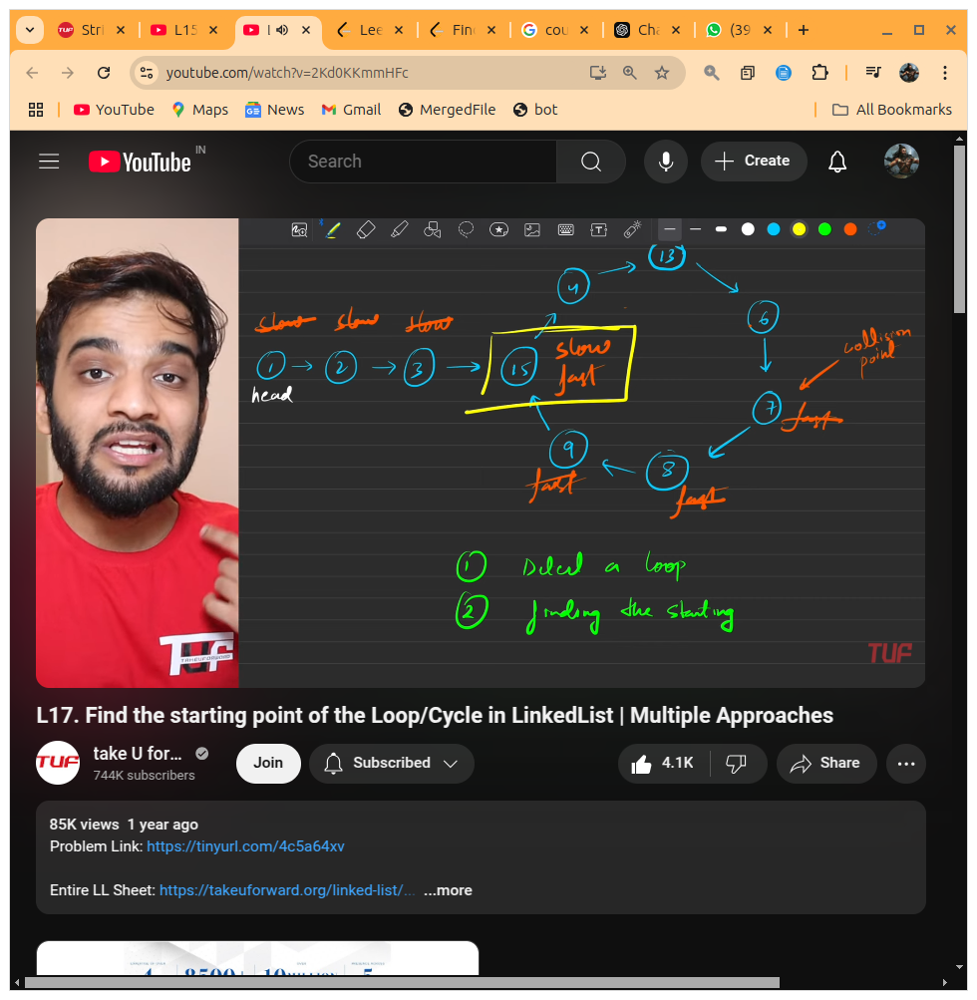 Stri
L15
L
Lee
Fin
cou
Cha
(39
youtube.com/watch?v=2Kd0KKmmHFc
YouTube
Maps
News
Gmail
MergedFile
bot
All Bookmarks
YouTube IN
Search
Create
4
13
slow slow slow
6
collision
point
1 2 3 15 slow
fast
head
7 fast
9 8
fast fast
1 Detect a loop
2 finding the starting
TUF
TAKEUFORWARD
TUF
L17. Find the starting point of the Loop/Cycle in LinkedList | Multiple Approaches
TUF
take U for...
744K subscribers
Join
Subscribed
4.1K
Share
85K views 1 year ago
Problem Link: https://tinyurl.com/4c5a64xv
Entire LL Sheet: https://takeuforward.org/linked-list/... ...more